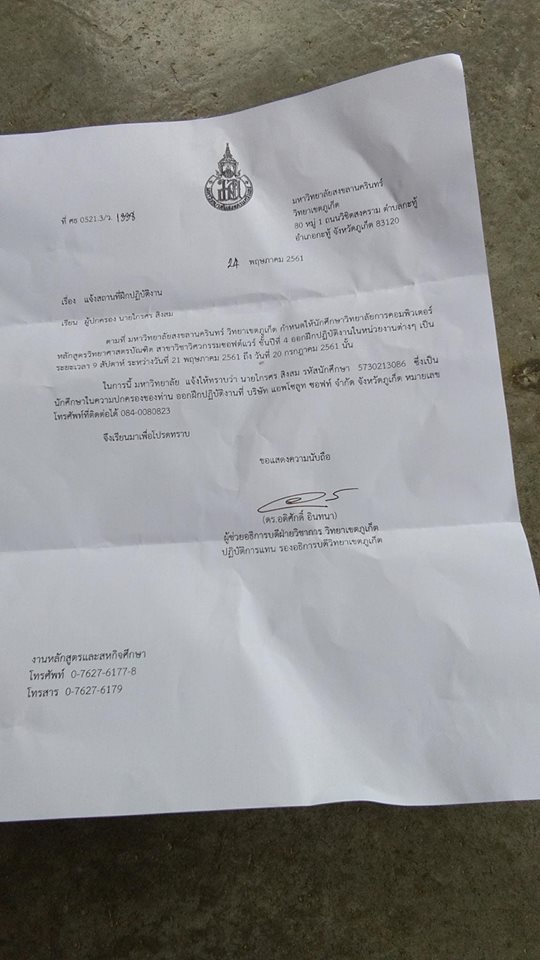 มหาวิทยาลัยสงขลานครินทร์
วิทยาเขตภูเก็ต
80 หมู่ 1 ถนนวิชิตสงคราม ตำบลกะทู้
อำเภอกะทู้ จังหวัดภูเก็ต 83120
ที่ ศธ 0521.3/ว. 1998
24 พฤษภาคม 2561
เรื่อง แจ้งสถานที่ฝึกปฏิบัติงาน
เรียน ผู้ปกครอง นายไกรศร สิงสม
ตามที่ มหาวิทยาลัยสงขลานครินทร์ วิทยาเขตภูเก็ต กำหนดให้นักศึกษาวิทยาลัยการคอมพิวเตอร์
หลักสูตรวิทยาศาสตรบัณฑิต สาขาวิชาวิศวกรรมซอฟต์แวร์ ชั้นปีที่ 4 ออกฝึกปฏิบัติงานในหน่วยงานต่างๆ เป็น
ระยะเวลา 9 สัปดาห์ ระหว่างวันที่ 21 พฤษภาคม 2561 ถึง วันที่ 20 กรกฎาคม 2561 นั้น
ในการนี้ มหาวิทยาลัย แจ้งให้ทราบว่า นายไกรศร สิงสม รหัสนักศึกษา 5730213086 ซึ่งเป็น
นักศึกษาในความปกครองของท่าน ออกฝึกปฏิบัติงานที่ บริษัท แอพโซลูท ซอฟท์ จำกัด จังหวัดภูเก็ต หมายเลข
โทรศัพท์ที่ติดต่อได้ 084-0080823
จึงเรียนมาเพื่อโปรดทราบ
ขอแสดงความนับถือ
(ดร.อดิศักดิ์ อินทนา)
ผู้ช่วยอธิการบดีฝ่ายวิชาการ วิทยาเขตภูเก็ต
ปฏิบัติการแทน รองอธิการบดีวิทยาเขตภูเก็ต
งานหลักสูตรและสหกิจศึกษา
โทรศัพท์ 0-7627-6177-8
โทรสาร 0-7627-6179